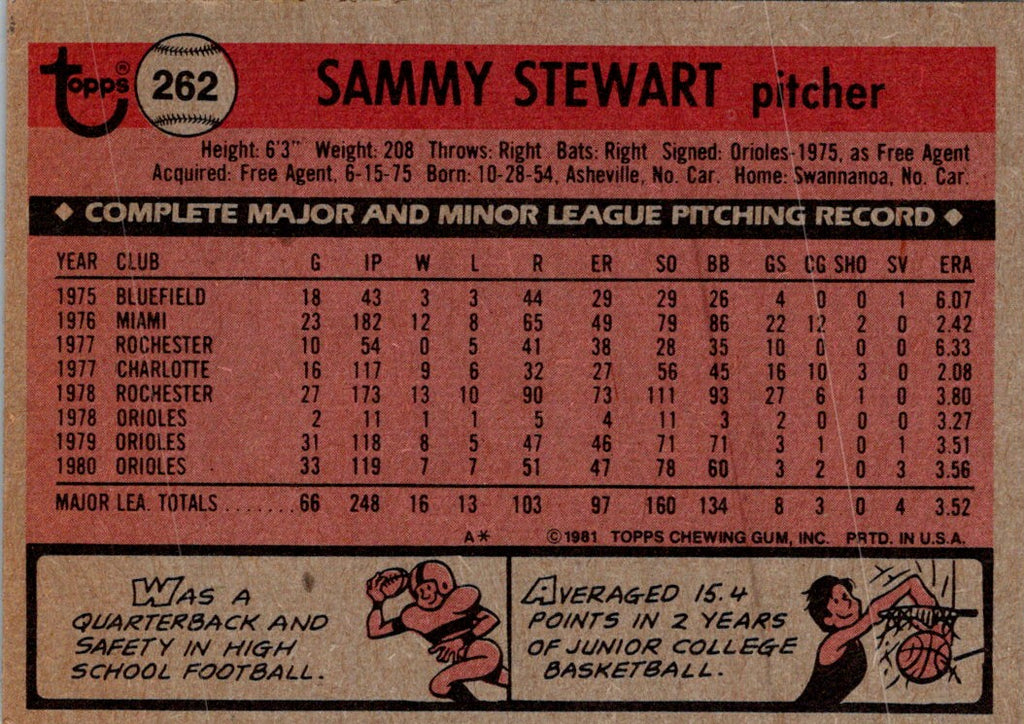 Topps® 262 SAMMY STEWART pitcher
Height: 6'3" Weight: 208 Throws: Right Bats: Right Signed: Orioles-1975, as Free Agent
Acquired: Free Agent, 6-15-75 Born: 10-28-54, Asheville, No. Car. Home: Swannanoa, No. Car.
◆ COMPLETE MAJOR AND MINOR LEAGUE PITCHING RECORD ◆
YEAR CLUB G IP W L R ER SO BB GS CG SHO SV ERA
1975 BLUEFIELD 18 43 3 3 44 29 29 26 4 0 0 1 6.07
1976 MIAMI 23 182 12 8 65 49 79 86 22 12 2 0 2.42
1977 ROCHESTER 10 54 0 5 41 38 28 35 10 0 0 0 6.33
1977 CHARLOTTE 16 117 9 6 32 27 56 45 16 10 3 0 2.08
1978 ROCHESTER 27 173 13 10 90 73 111 93 27 6 1 0 3.80
1978 ORIOLES 2 11 1 1 5 4 11 3 2 0 0 0 3.27
1979 ORIOLES 31 118 8 5 47 46 71 71 3 1 0 1 3.51
1980 ORIOLES 33 119 7 7 51 47 78 60 3 2 0 3 3.56
MAJOR LEA. TOTALS ....... 66 248 16 13 103 97 160 134 8 3 0 4 3.52
A* ©1981 TOPPS CHEWING GUM, INC. PRTD. IN U.S.A.
WAS A
QUARTERBACK AND
SAFETY IN HIGH
SCHOOL FOOTBALL.
AVERAGED 15.4
POINTS IN 2 YEARS
OF JUNIOR COLLEGE
BASKETBALL.